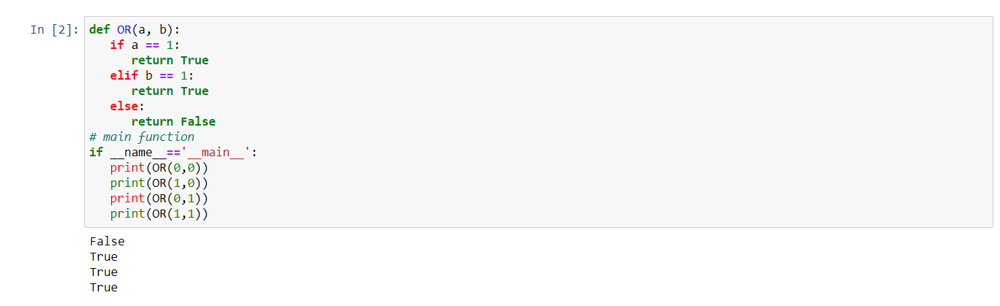 In [2]: def OR(a, b):
   if a == 1:
      return True
   elif b == 1:
      return True
   else:
      return False
# main function
if __name__=='__main__':
   print(OR(0,0))
   print(OR(1,0))
   print(OR(0,1))
   print(OR(1,1))
False
True
True
True